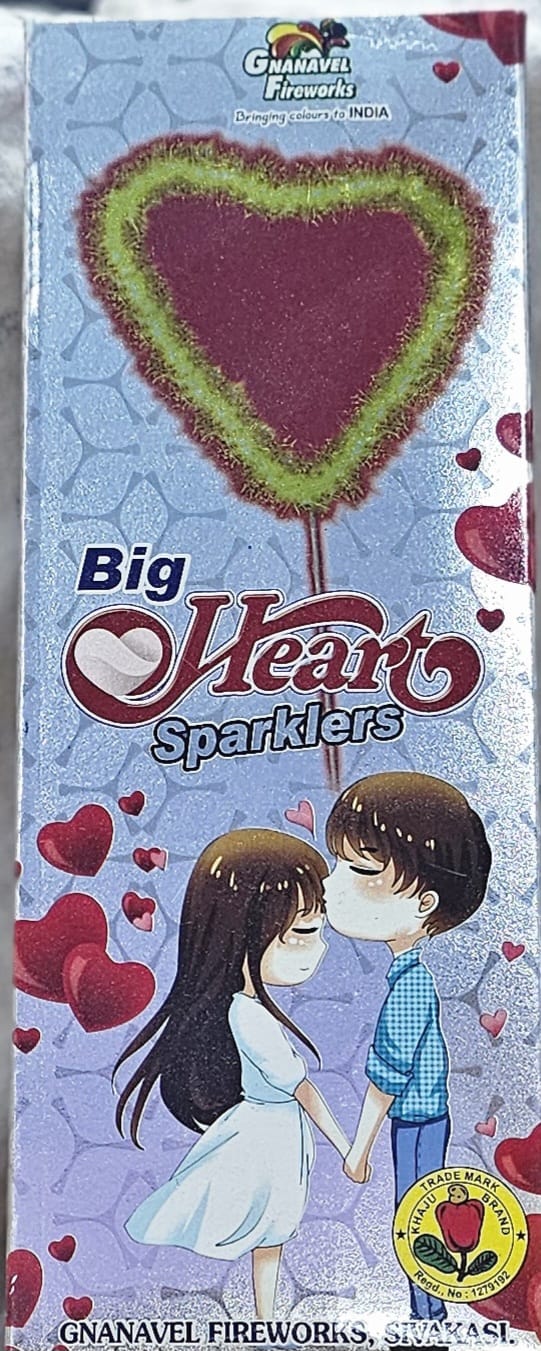 GNANAVEL
Fireworks
Bringing colours to INDIA
Big
Heart
Sparklers
TRADE MARK
KHAJU BRAND
Regd., No : 1279192
GNANAVEL FIREWORKS, SIVAKASI.